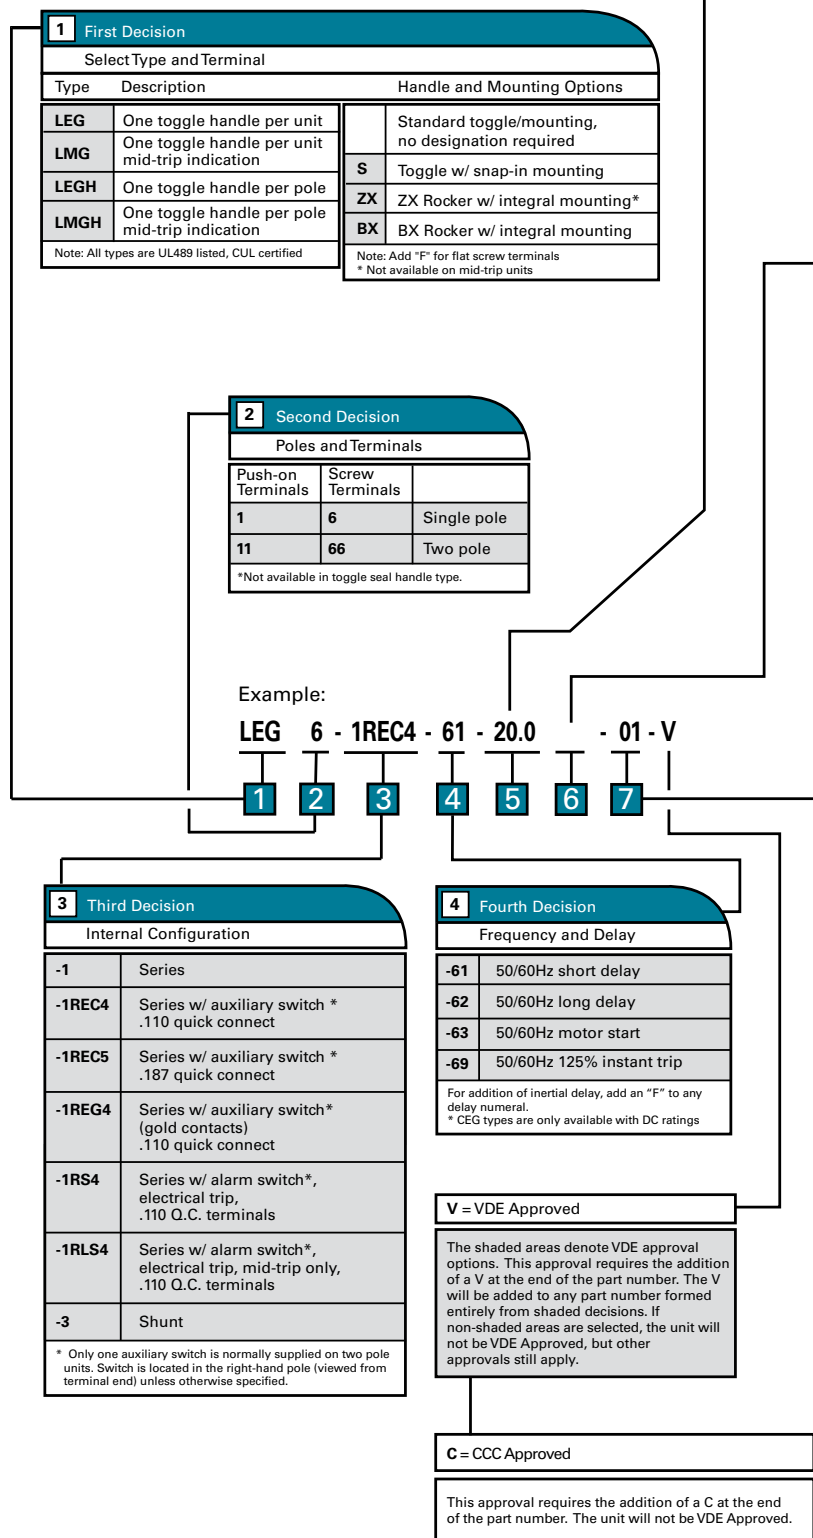 1 First Decision
Select Type and Terminal
Type Description Handle and Mounting Options
LEG One toggle handle per unit
LMG One toggle handle per unit
mid-trip indication
LEGH One toggle handle per pole
LMGH One toggle handle per pole
mid-trip indication
Note: All types are UL489 listed, CUL certified
Standard toggle/mounting,
no designation required
S Toggle w/ snap-in mounting
ZX ZX Rocker w/ integral mounting*
BX BX Rocker w/ integral mounting
Note: Add "F" for flat screw terminals
* Not available on mid-trip units
2 Second Decision
Poles and Terminals
Push-on
Terminals
Screw
Terminals
1 6 Single pole
11 66 Two pole
*Not available in toggle seal handle type.
Example:
LEG 6 - 1REC4 - 61 - 20.0 - 01 - V
1 2 3 4 5 6 7
3 Third Decision
Internal Configuration
-1 Series
-1REC4 Series w/ auxiliary switch *
.110 quick connect
-1REC5 Series w/ auxiliary switch *
.187 quick connect
-1REG4 Series w/ auxiliary switch*
(gold contacts)
.110 quick connect
-1RS4 Series w/ alarm switch*,
electrical trip,
.110 Q.C. terminals
-1RLS4 Series w/ alarm switch*,
electrical trip, mid-trip only,
.110 Q.C. terminals
-3 Shunt
* Only one auxiliary switch is normally supplied on two pole
units. Switch is located in the right-hand pole (viewed from
terminal end) unless otherwise specified.
4 Fourth Decision
Frequency and Delay
-61 50/60Hz short delay
-62 50/60Hz long delay
-63 50/60Hz motor start
-69 50/60Hz 125% instant trip
For addition of inertial delay, add an “F” to any
delay numeral.
* CEG types are only available with DC ratings
V = VDE Approved
The shaded areas denote VDE approval
options. This approval requires the addition
of a V at the end of the part number. The V
will be added to any part number formed
entirely from shaded decisions. If
non-shaded areas are selected, the unit will
not be VDE Approved, but other
approvals still apply.
C = CCC Approved
This approval requires the addition of a C at the end
of the part number. The unit will not be VDE Approved.